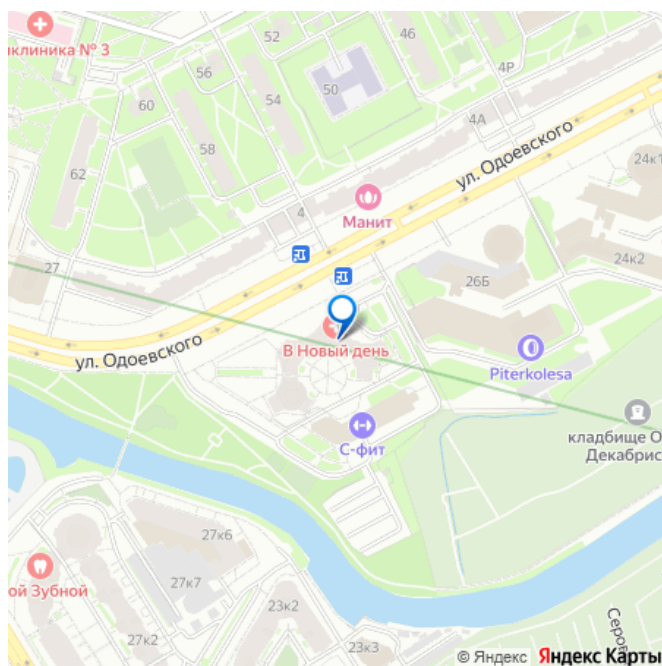 иклиника № 3
52
46
56
54
50
4Р
60
58
4А
ул. Одоевского
24к1
62
Манит
4
27
26Б
24к2
ул. Одоевского
В Новый день
Piterkolesa
С-фит
кладбище О
Декабрис
27к6
ой Зубной
27к7
23к2
27к2
23к3
Серов
© Яндекс Яндекс Карты